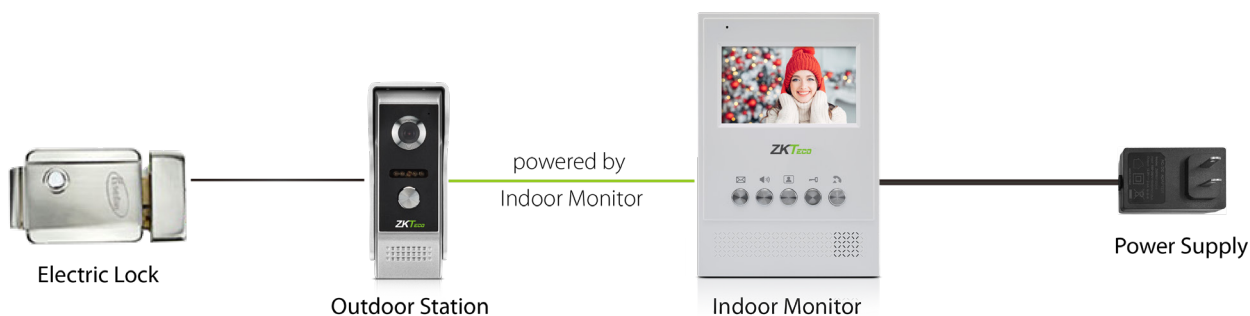 powered by
Indoor Monitor
ZKTeco
ZKTeco
Electric Lock
Outdoor Station
Indoor Monitor
Power Supply